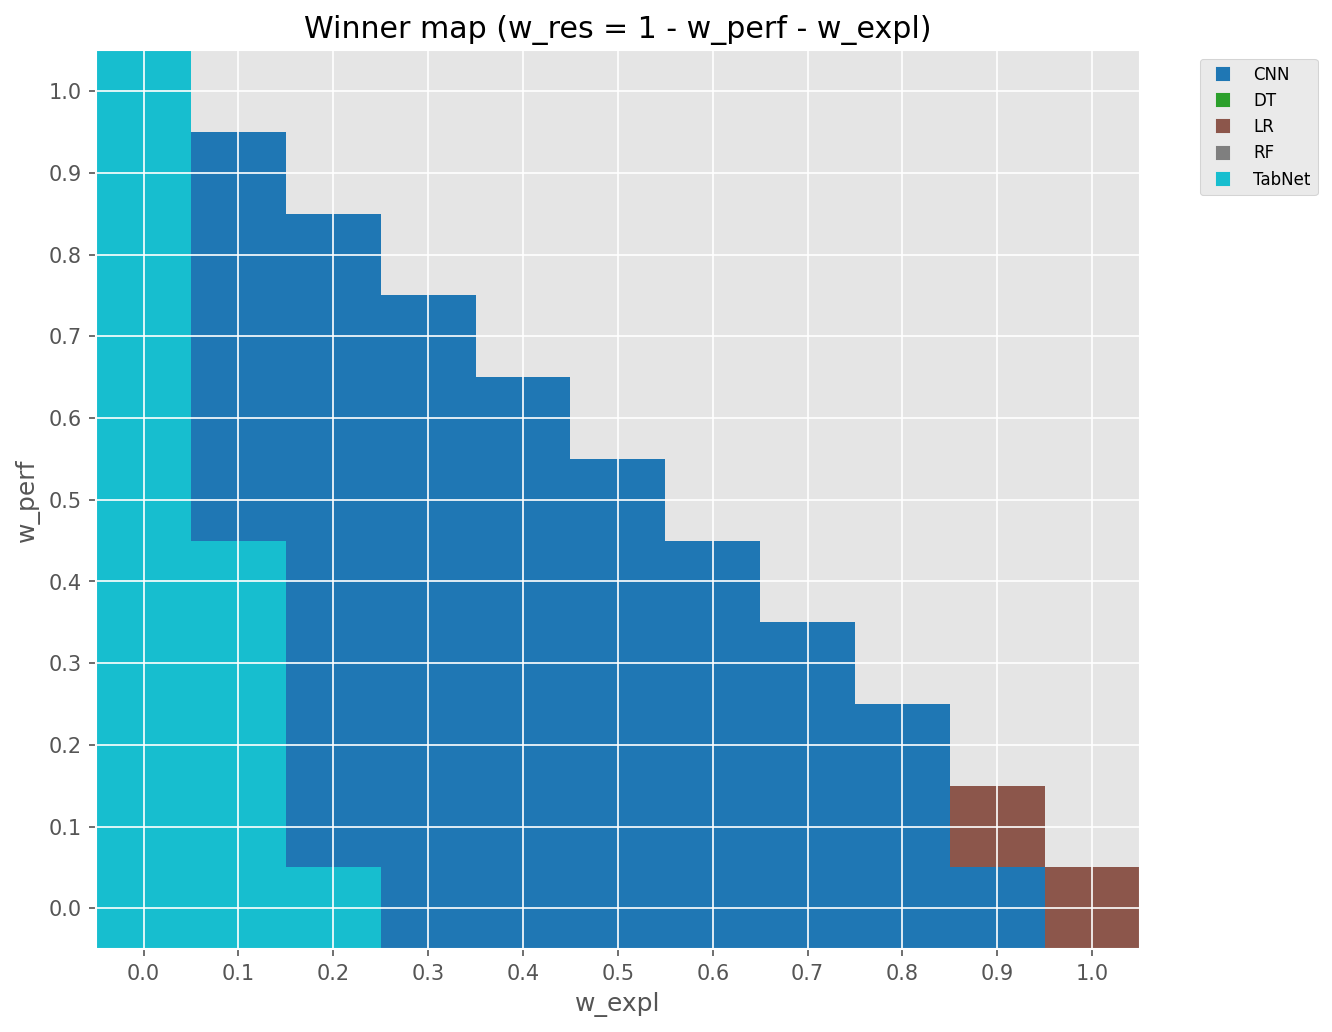 Winner map (w_res = 1 - w_perf - w_expl)
CNN
DT
LR
RF
TabNet
w_perf
1.0
0.9
0.8
0.7
0.6
0.5
0.4
0.3
0.2
0.1
0.0
0.0 0.1 0.2 0.3 0.4 0.5 0.6 0.7 0.8 0.9 1.0
w_expl